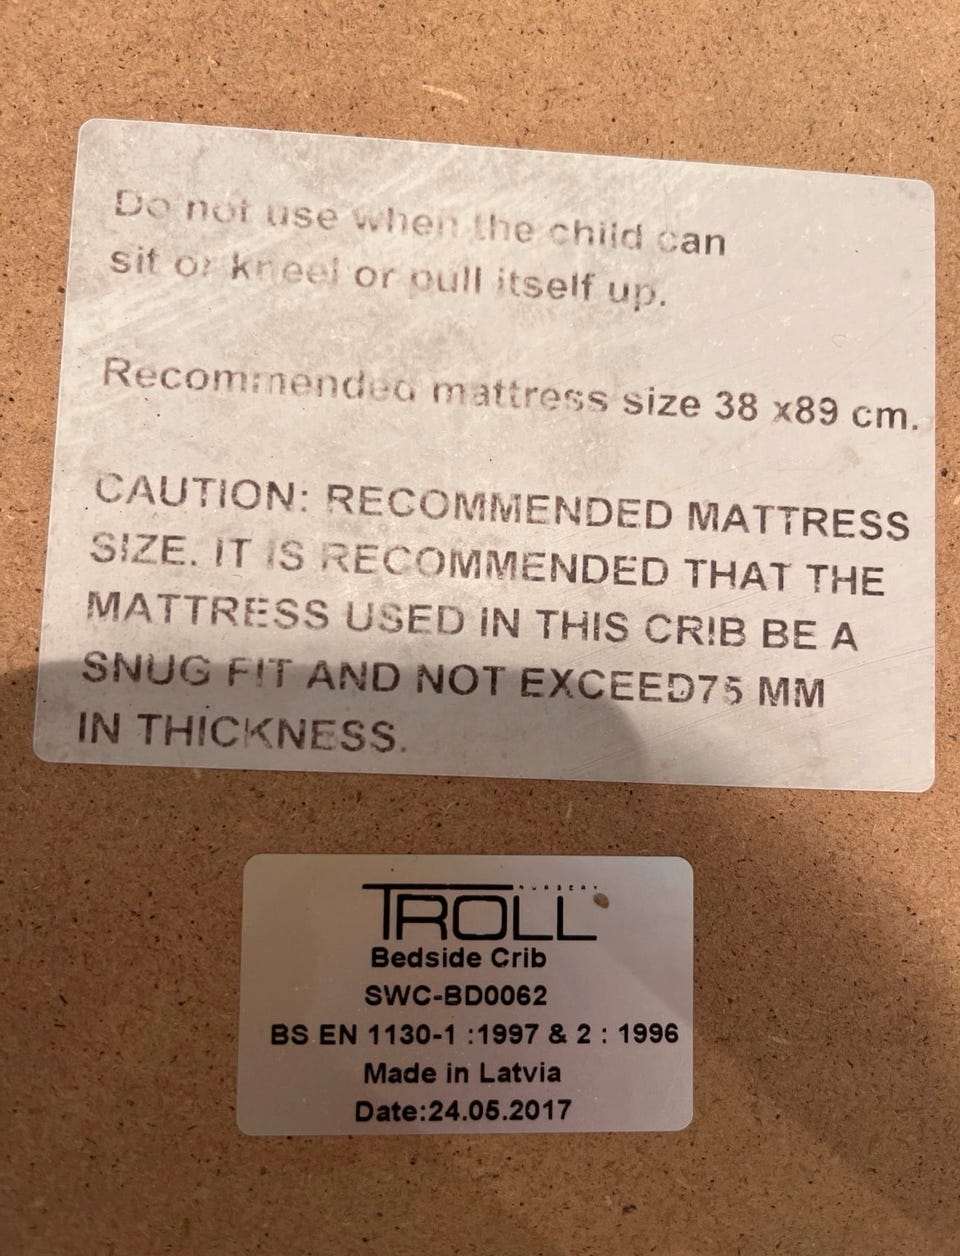 Do not use when the child can
sit or kneel or pull itself up.
Recommended mattress size 38 x89 cm.
CAUTION: RECOMMENDED MATTRESS
SIZE. IT IS RECOMMENDED THAT THE
MATTRESS USED IN THIS CRIB BE A
SNUG FIT AND NOT EXCEED75 MM
IN THICKNESS.
NURSERY
TROLL
Bedside Crib
SWC-BD0062
BS EN 1130-1 :1997 & 2 : 1996
Made in Latvia
Date:24.05.2017